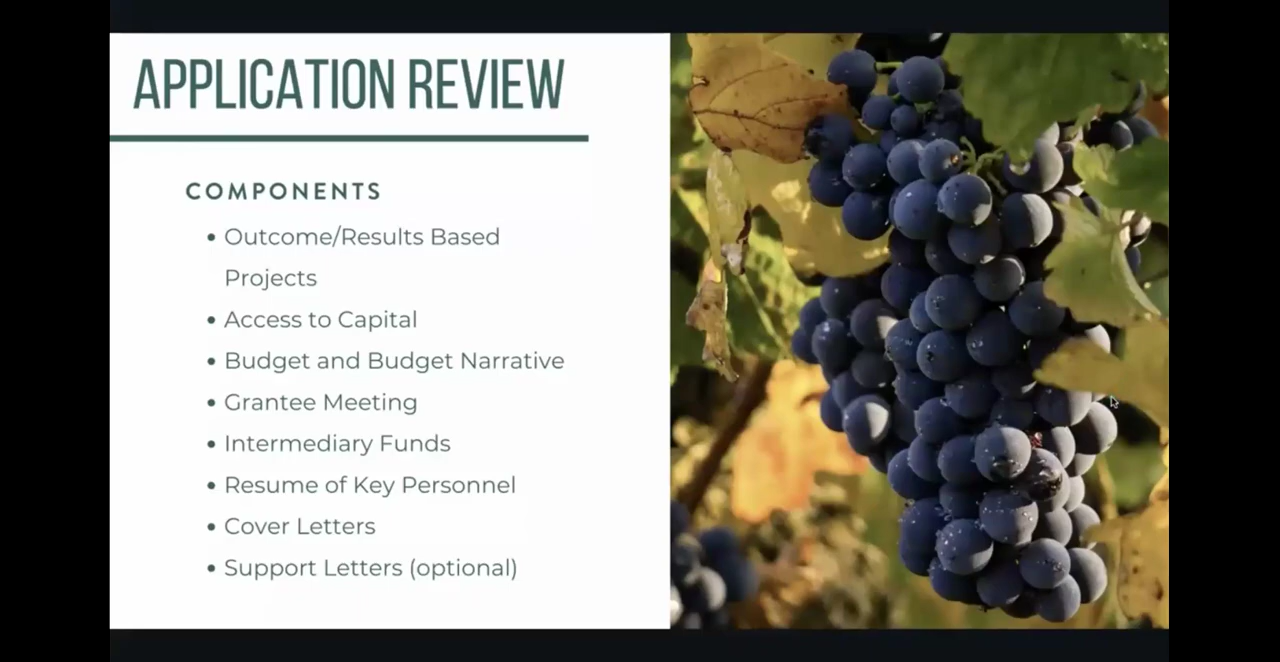 APPLICATION REVIEW
COMPONENTS
• Outcome/Results Based
Projects
• Access to Capital
• Budget and Budget Narrative
• Grantee Meeting
• Intermediary Funds
• Resume of Key Personnel
• Cover Letters
• Support Letters (optional)